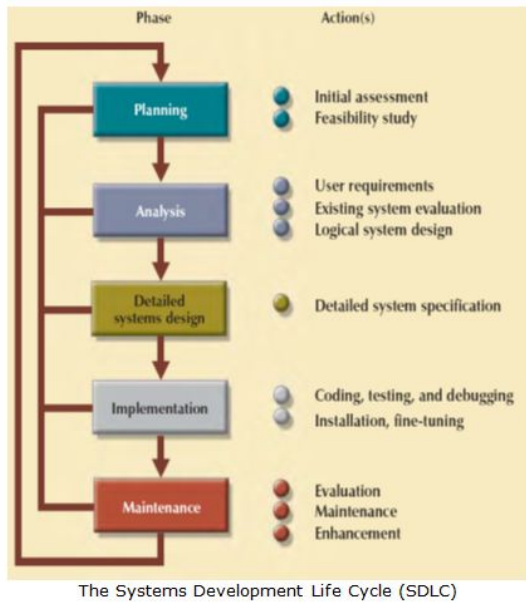 Phase Action(s)
Planning
Initial assessment
Feasibility study
Analysis
User requirements
Existing system evaluation
Logical system design
Detailed
systems design
Detailed system specification
Implementation
Coding, testing, and debugging
Installation, fine-tuning
Maintenance
Evaluation
Maintenance
Enhancement
The Systems Development Life Cycle (SDLC)